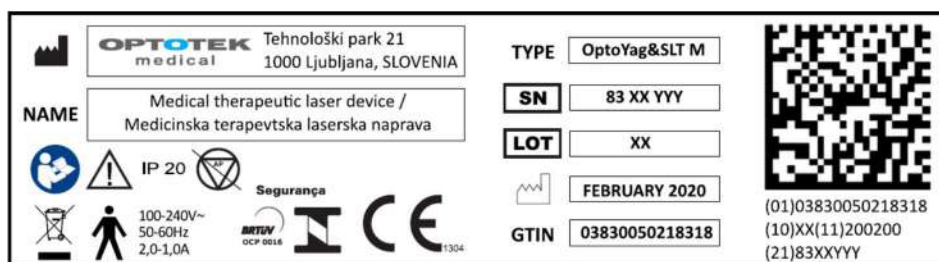 OPTOTEK
medical
Tehnološki park 21
1000 Ljubljana, SLOVENIA
NAME
Medical therapeutic laser device /
Medicinska terapevtska laserska naprava
IP 20
AP
Segurança
100-240V~
50-60Hz
2,0-1,0A
BRTÜV
OCP 0016
CE
1304
TYPE
OptoYag&SLT M
SN
83 XX YYY
LOT
XX
FEBRUARY 2020
GTIN
03830050218318
(01)03830050218318
(10)XX(11)200200
(21)83XXYYY